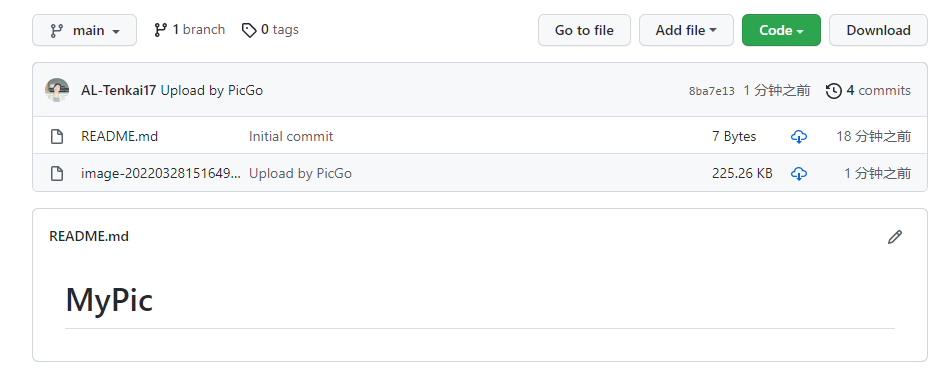 main 1 branch 0 tags Go to file Add file Code Download
AL-Tenkai17 Upload by PicGo 8ba7e13 1 分钟之前 4 commits
README.md Initial commit 7 Bytes 18 分钟之前
image-20220328151649... Upload by PicGo 225.26 KB 1 分钟之前
README.md
MyPic